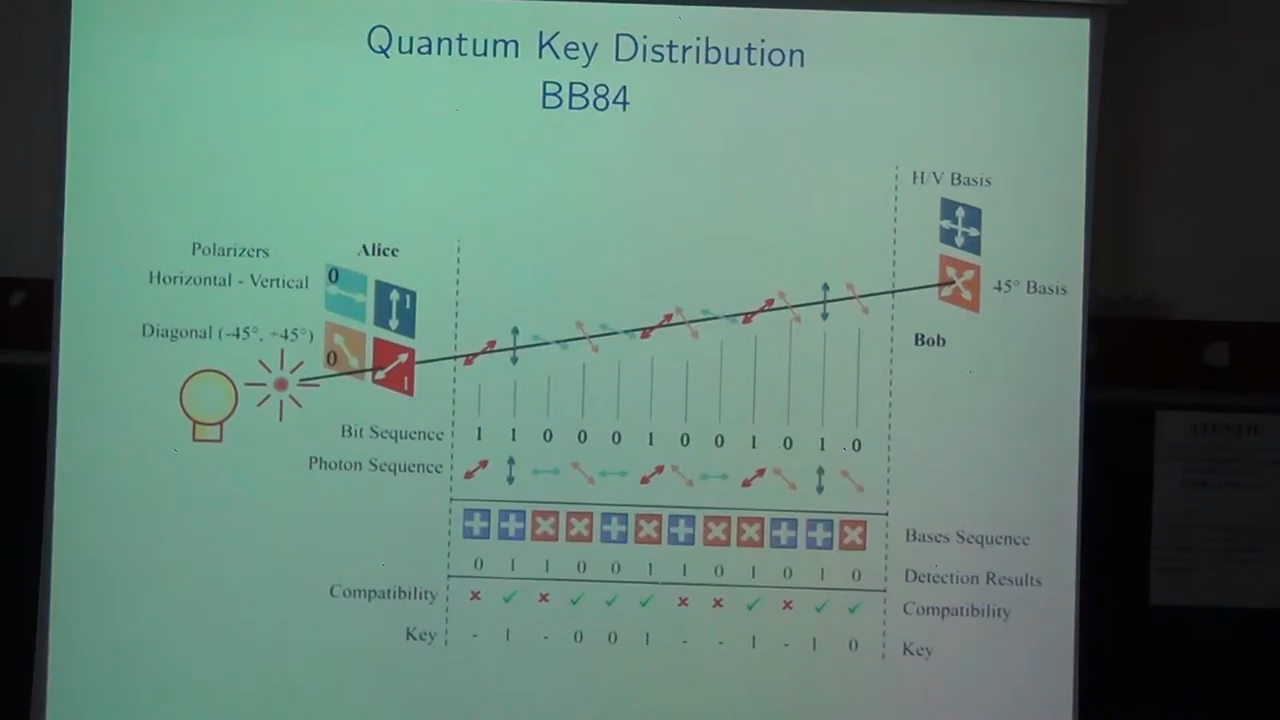 Quantum Key Distribution
BB84
H/V Basis
45° Basis
Bob
Polarizers
Alice
Horizontal - Vertical
0
1
Diagonal (-45°, +45°)
0
1
Bit Sequence 1 1 0 0 0 1 0 0 1 0 1 0
Photon Sequence
Bases Sequence
0 1 1 0 0 1 1 0 1 0 1 0 Detection Results
Compatibility × ✓ × ✓ ✓ ✓ × × ✓ × ✓ ✓ Compatibility
Key - 1 - 0 0 1 - - 1 - 1 0 Key